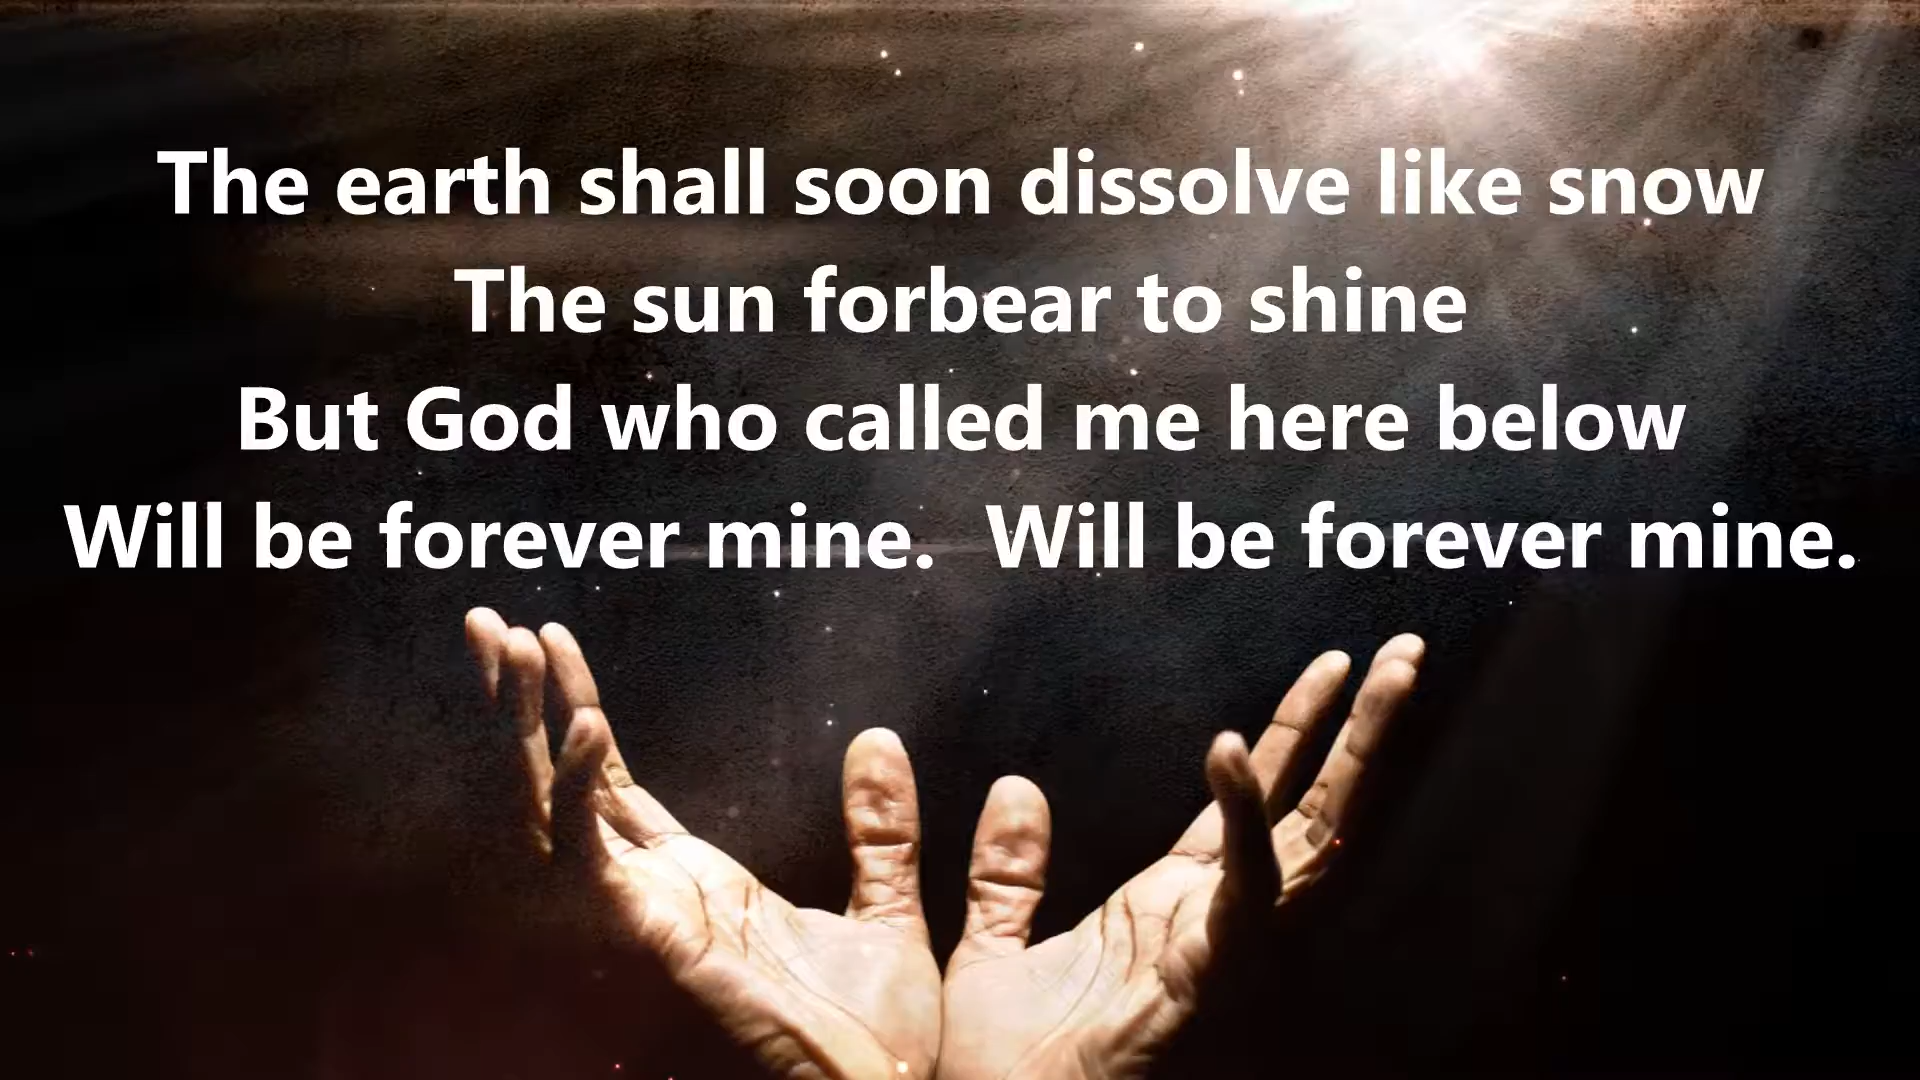 The earth shall soon dissolve like snow
The sun forbear to shine
But God who called me here below
Will be forever mine.  Will be forever mine.